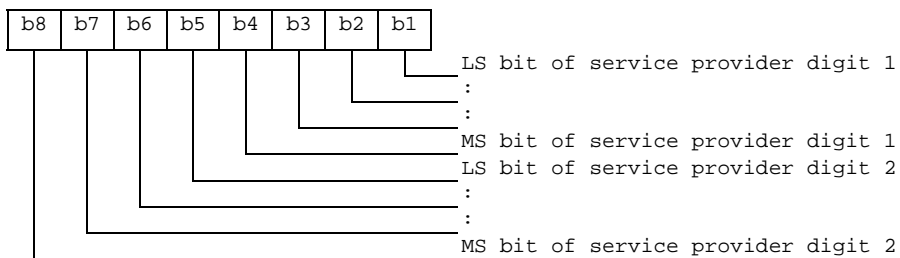 b8 b7 b6 b5 b4 b3 b2 b1
LS bit of service provider digit 1
:
:
MS bit of service provider digit 1
LS bit of service provider digit 2
:
:
MS bit of service provider digit 2